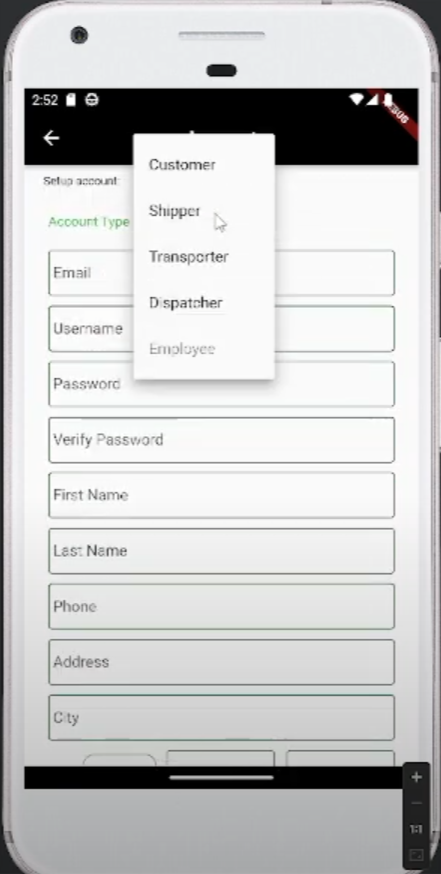 2:52
Customer
Setup account:
Shipper
Account Type
Transporter
Email
Dispatcher
Username
Employee
Password
Verify Password
First Name
Last Name
Phone
Address
City
1:1